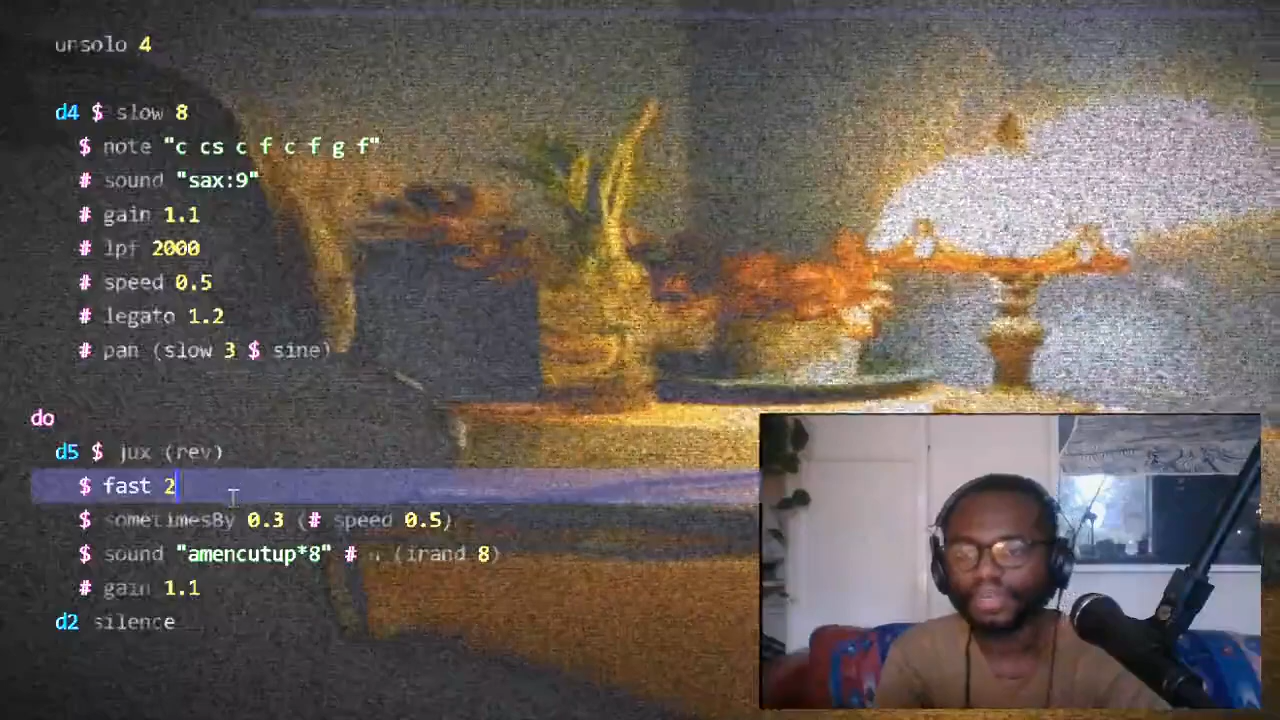 unsolo 4
d4 $ slow 8
$ note "c cs c f c f g f"
# sound "sax:9"
# gain 1.1
# lpf 2000
# speed 0.5
# legato 1.2
# pan (slow 3 $ sine)
do
d5 $ jux (rev)
$ fast 2
$ sometimesBy 0.3 (# speed 0.5)
$ sound "amencutup*8" # n (irand 8)
# gain 1.1
d2 silence